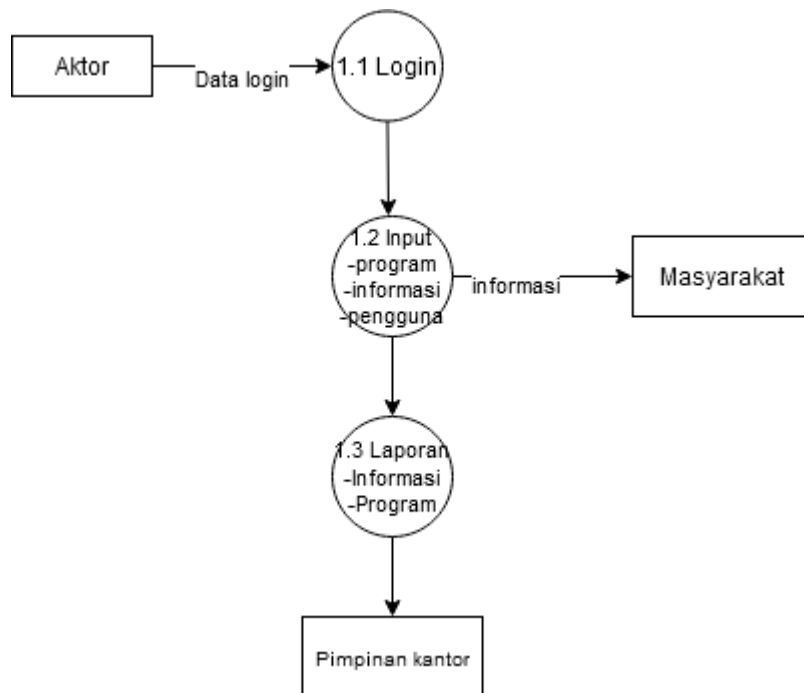 Aktor
Data login
1.1 Login
1.2 Input
-program
-informasi
-pengguna
informasi
Masyarakat
1.3 Laporan
-Informasi
-Program
Pimpinan kantor